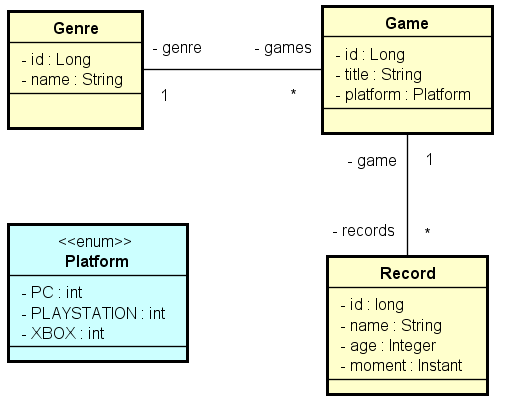 Genre
- id : Long
- name : String
- genre
1
- games
*
Game
- id : Long
- title : String
- platform : Platform
- game
1
- records
*
<<enum>>
Platform
- PC : int
- PLAYSTATION : int
- XBOX : int
Record
- id : long
- name : String
- age : Integer
- moment : Instant